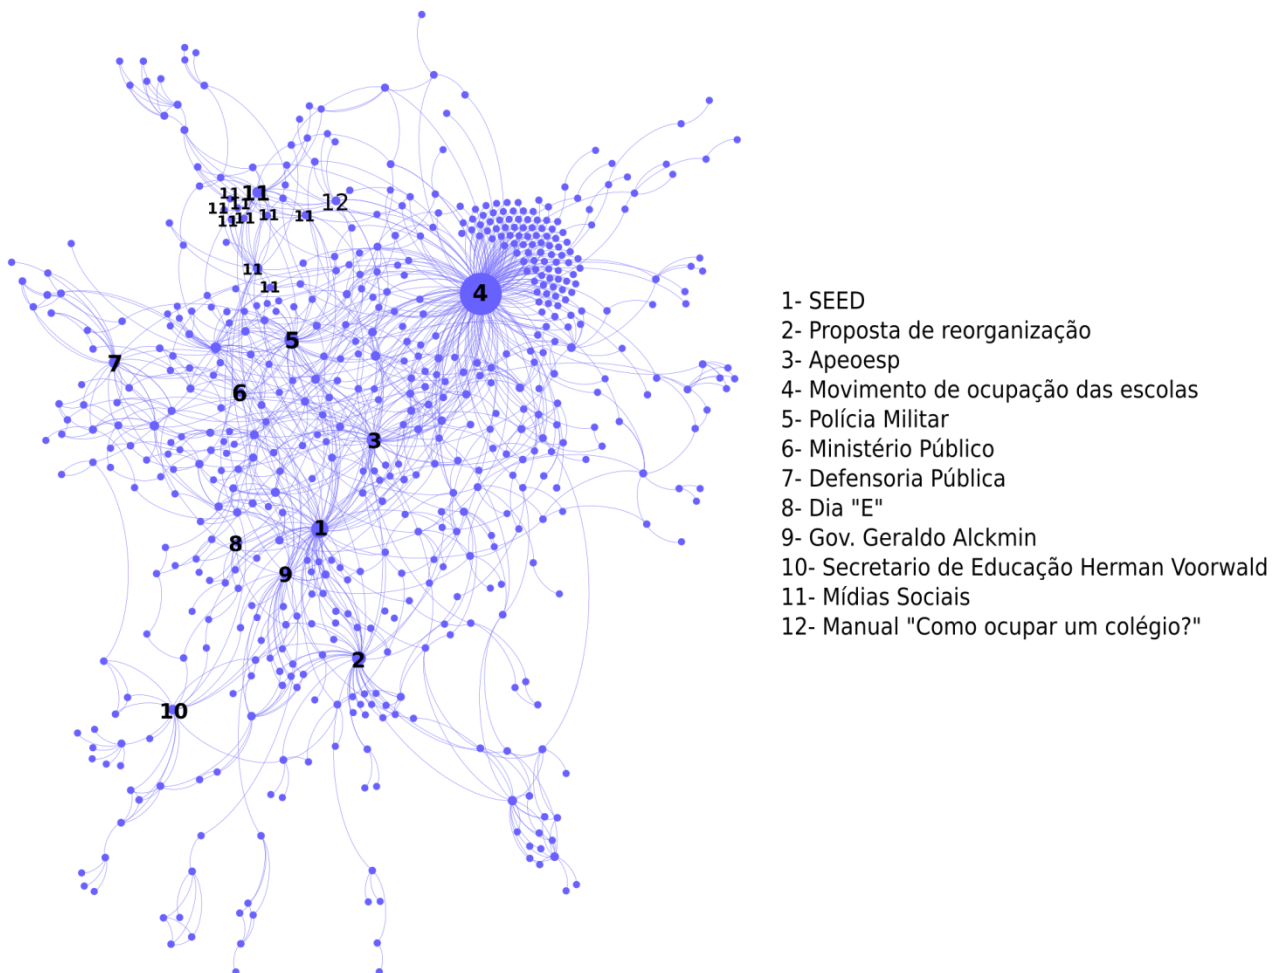 11
11
12
11
11
11
11
11
11
11
11
4
5
7
6
3
1
8
9
2
10
1- SEED
2- Proposta de reorganização
3- Apeoesp
4- Movimento de ocupação das escolas
5- Polícia Militar
6- Ministério Público
7- Defensoria Pública
8- Dia "E"
9- Gov. Geraldo Alckmin
10- Secretario de Educação Herman Voorwald
11- Mídias Sociais
12- Manual "Como ocupar um colégio?"